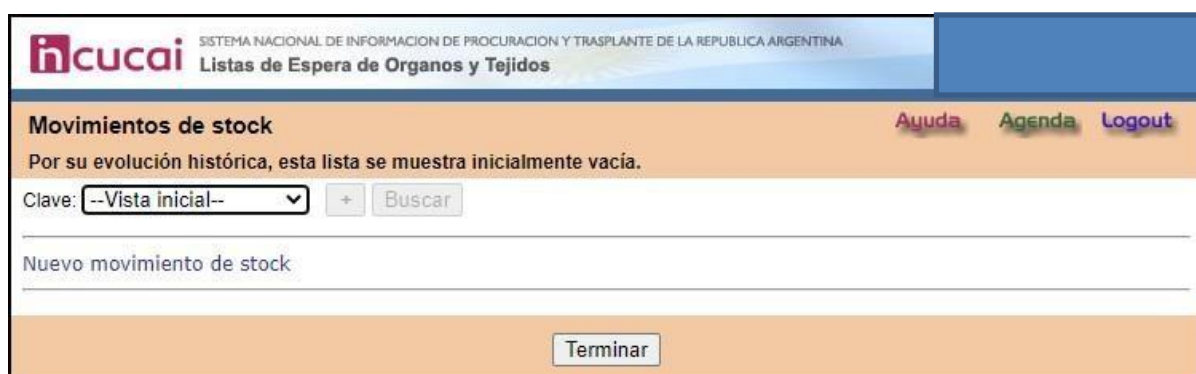 incucai SISTEMA NACIONAL DE INFORMACION DE PROCURACION Y TRASPLANTE DE LA REPUBLICA ARGENTINA
Listas de Espera de Organos y Tejidos
Movimientos de stock Ayuda Agenda Logout
Por su evolución histórica, esta lista se muestra inicialmente vacía.
Clave: --Vista inicial-- + Buscar
Nuevo movimiento de stock
Terminar